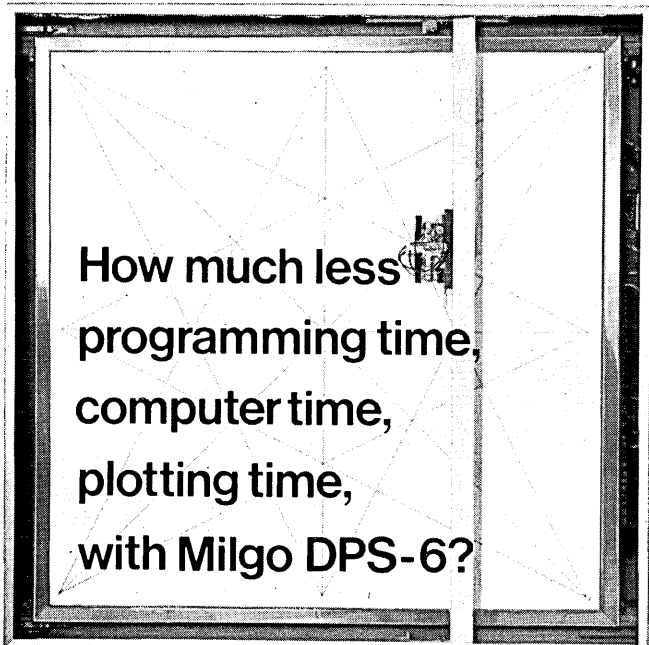 How much less
programming time,
computer time,
plotting time,
with Milgo DPS-6?